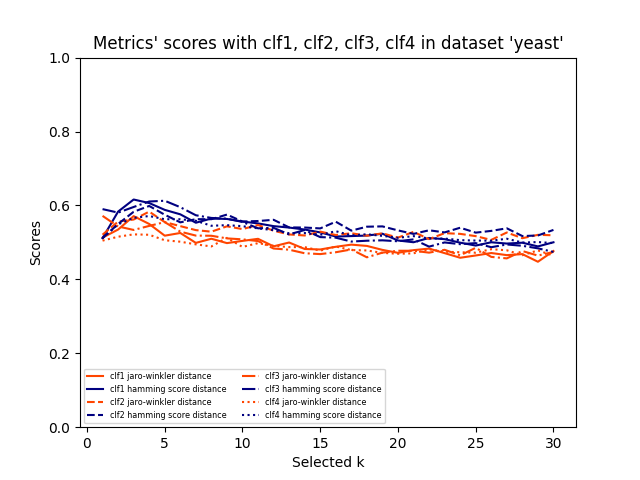 Metrics' scores with clf1, clf2, clf3, clf4 in dataset 'yeast'
1.0
0.8
0.6
0.4
0.2
0.0
Scores
clf1 jaro-winkler distance
clf1 hamming score distance
clf2 jaro-winkler distance
clf2 hamming score distance
clf3 jaro-winkler distance
clf3 hamming score distance
clf4 jaro-winkler distance
clf4 hamming score distance
0 5 10 15 20 25 30
Selected k